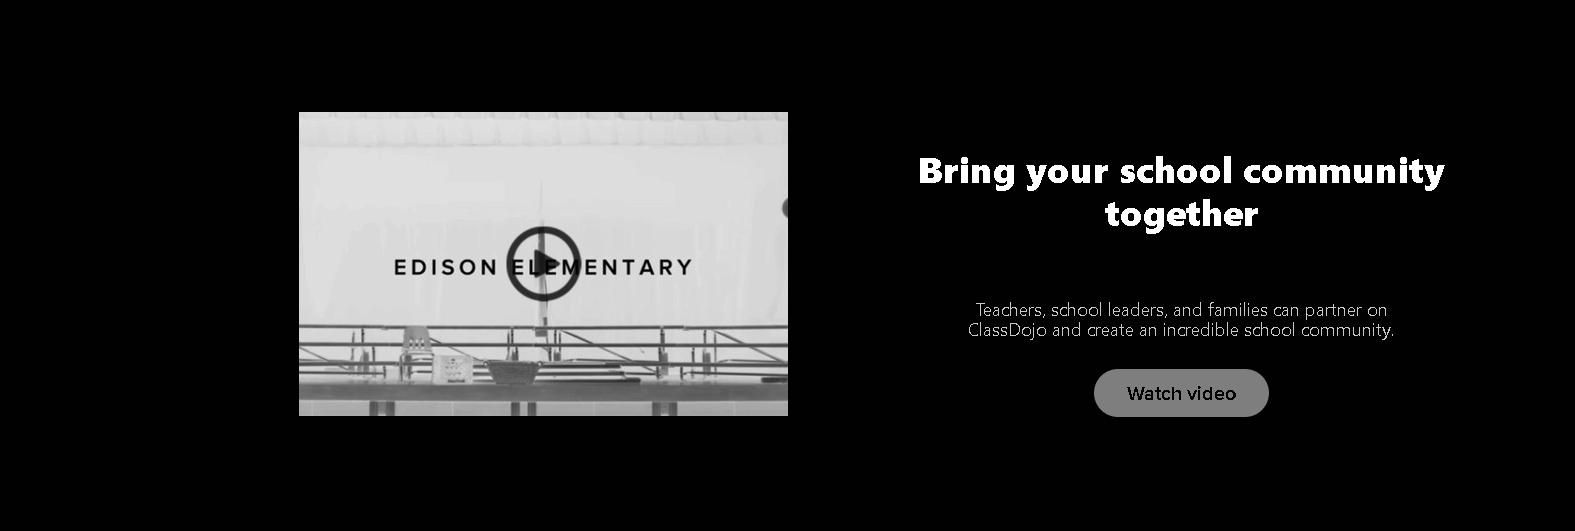 EDISON ELEMENTARY
Bring your school community
together
Teachers, school leaders, and families can partner on
ClassDojo and create an incredible school community.
Watch video